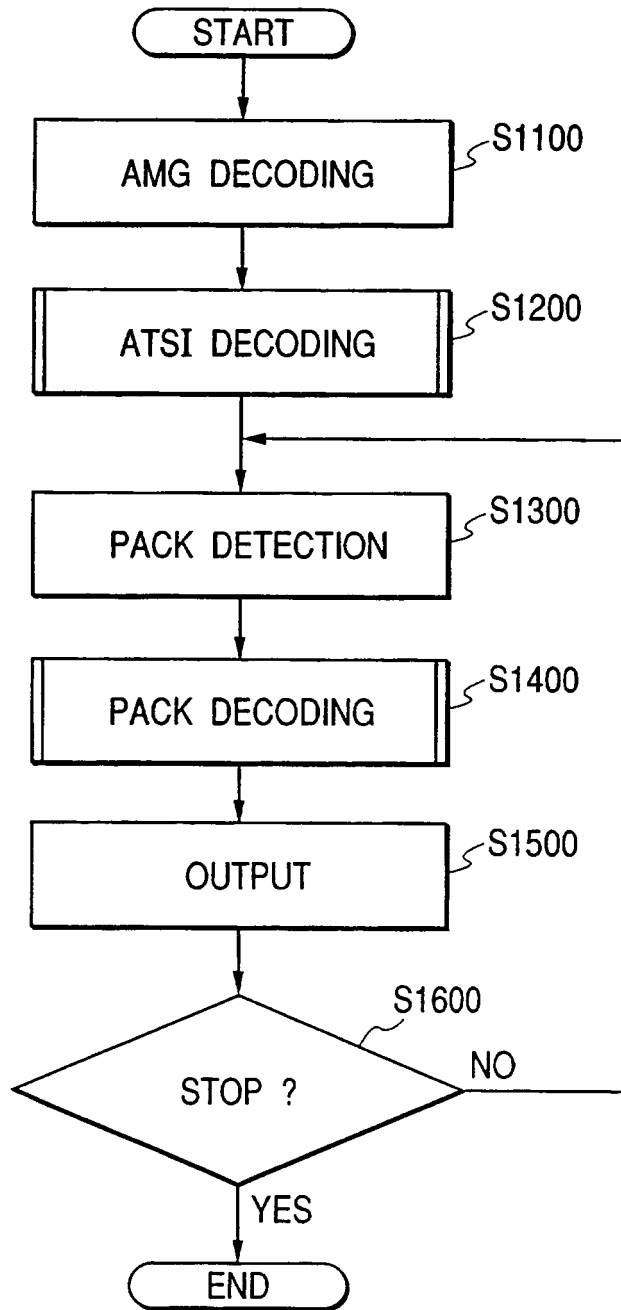 START
AMG DECODING
S1100
ATSI DECODING
S1200
PACK DETECTION
S1300
PACK DECODING
S1400
OUTPUT
S1500
S1600
STOP ?
NO
YES
END